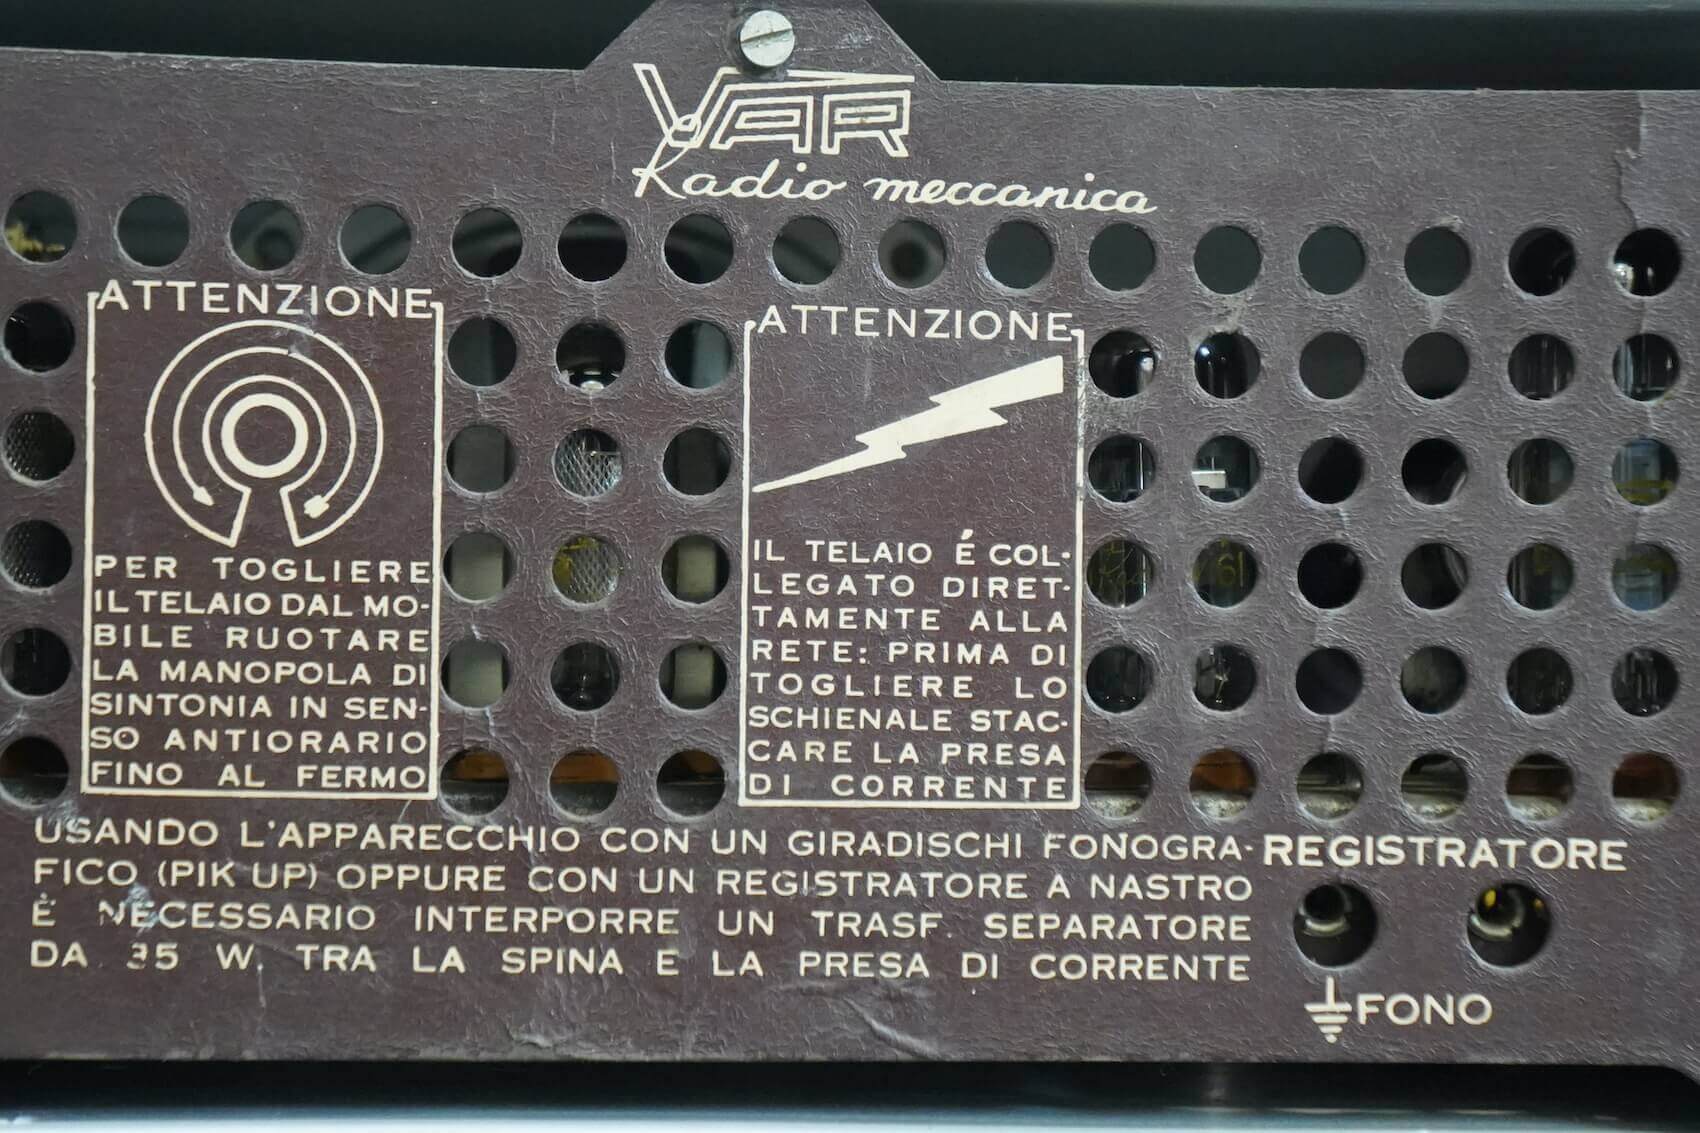 VAR
Radio meccanica
ATTENZIONE
PER TOGLIERE
IL TELAIO DAL MO-
BILE RUOTARE
LA MANOPOLA DI
SINTONIA IN SEN-
SO ANTIORARIO
FINO AL FERMO
ATTENZIONE
IL TELAIO É COL-
LEGATO DIRET-
TAMENTE ALLA
RETE: PRIMA DI
TOGLIERE LO
SCHIENALE STAC-
CARE LA PRESA
DI CORRENTE
61
USANDO L'APPARECCHIO CON UN GIRADISCHI FONOGRA-
FICO (PIK UP) OPPURE CON UN REGISTRATORE A NASTRO
È NECESSARIO INTERPORRE UN TRASF. SEPARATORE
DA 35 W, TRA LA SPINA E LA PRESA DI CORRENTE
REGISTRATORE
FONO